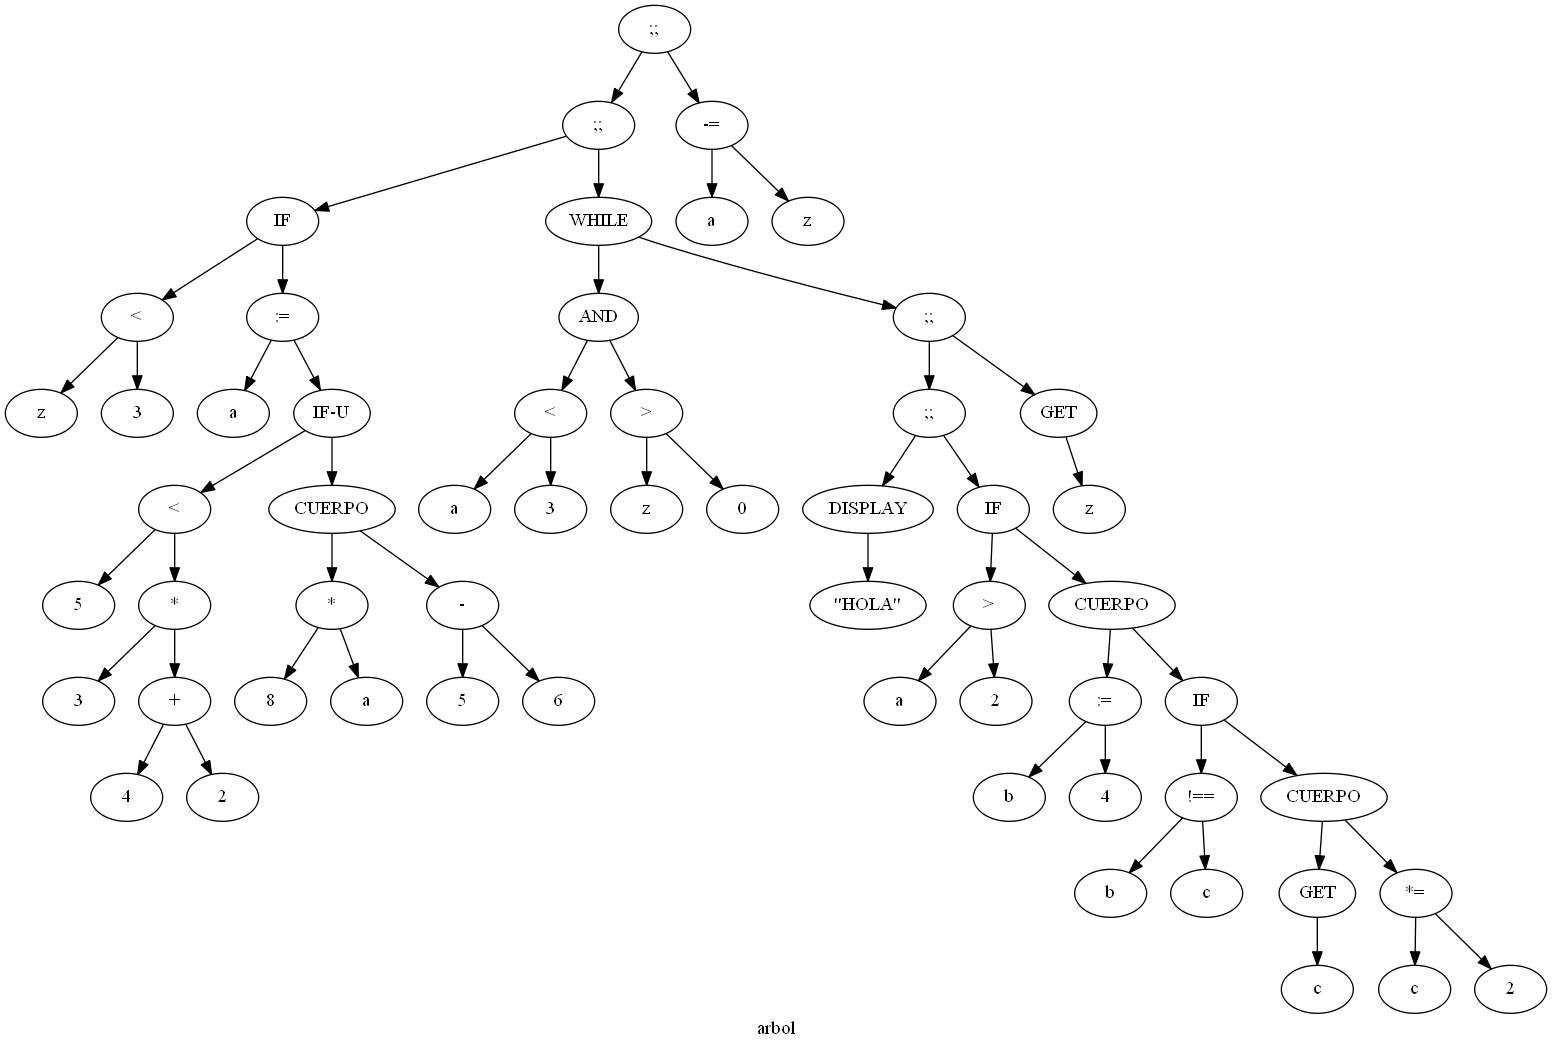 ;;
;; -=
IF WHILE a z
< := AND ;;
z 3 a IF-U < > ;; GET
< CUERPO a 3 z 0 DISPLAY IF z
5 * * - "HOLA" > CUERPO
3 + 8 a 5 6 a 2 := IF
4 2 b 4 !== CUERPO
b c GET *=
c c 2
arbol